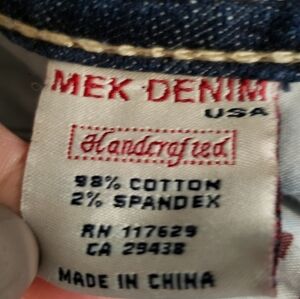 MEK DENIM
USA
Handcrafted
98% COTTON
2% SPANDEX
RN 117629
CA 29438
MADE IN CHINA